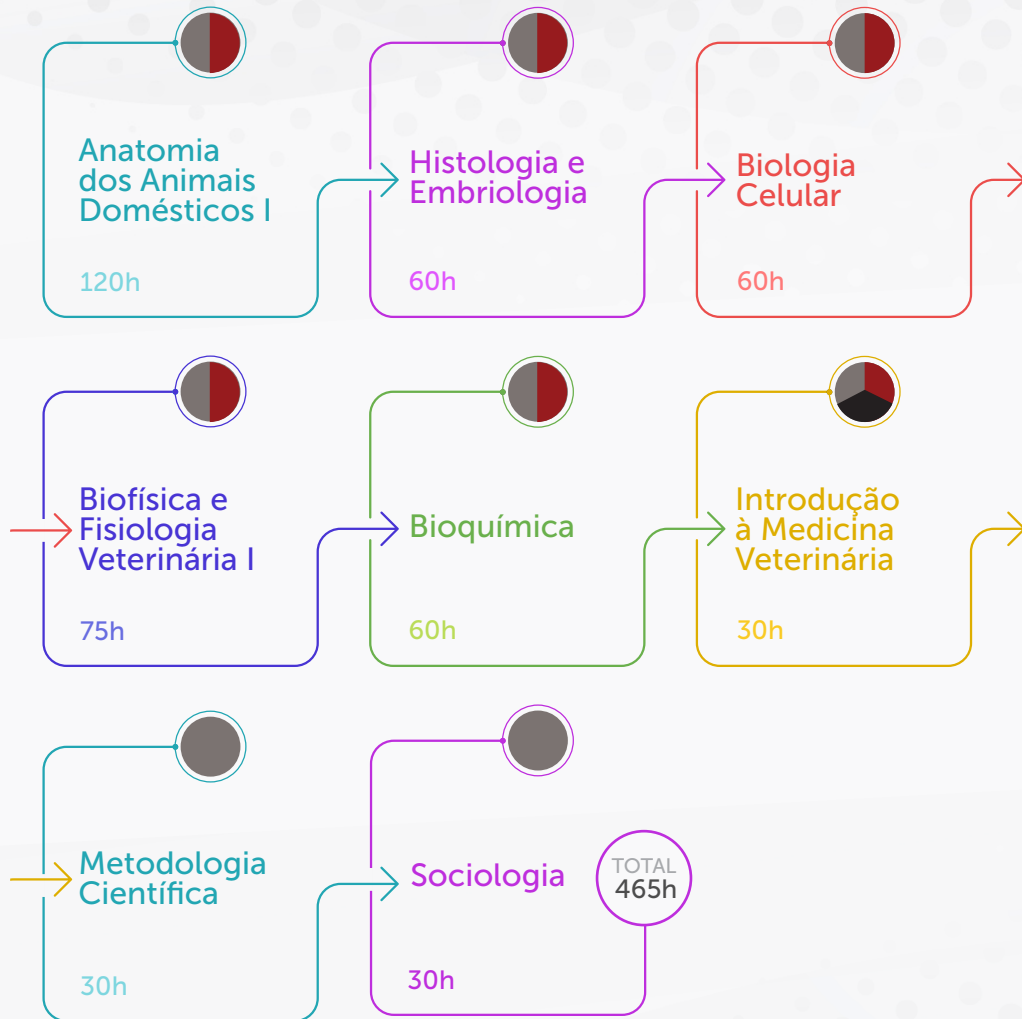 Anatomia
dos Animais
Domésticos I
120h
Histologia e
Embriologia
60h
Biologia
Celular
60h
Biofísica e
Fisiologia
Veterinária I
75h
Bioquímica
60h
Introdução
à Medicina
Veterinária
30h
Metodologia
Científica
30h
Sociologia
30h
TOTAL
465h